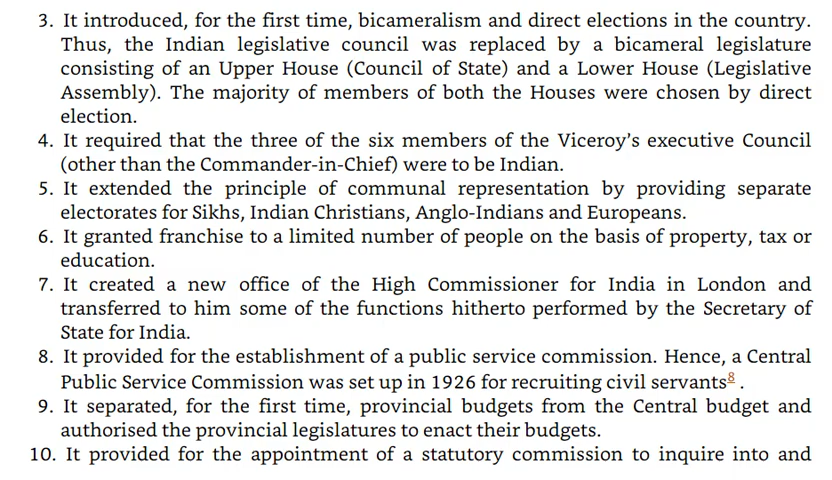 3. It introduced, for the first time, bicameralism and direct elections in the country.
Thus, the Indian legislative council was replaced by a bicameral legislature
consisting of an Upper House (Council of State) and a Lower House (Legislative
Assembly). The majority of members of both the Houses were chosen by direct
election.
4. It required that the three of the six members of the Viceroy's executive Council
(other than the Commander-in-Chief) were to be Indian.
5. It extended the principle of communal representation by providing separate
electorates for Sikhs, Indian Christians, Anglo-Indians and Europeans.
6. It granted franchise to a limited number of people on the basis of property, tax or
education.
7. It created a new office of the High Commissioner for India in London and
transferred to him some of the functions hitherto performed by the Secretary of
State for India.
8. It provided for the establishment of a public service commission. Hence, a Central
Public Service Commission was set up in 1926 for recruiting civil servants8 .
9. It separated, for the first time, provincial budgets from the Central budget and
authorised the provincial legislatures to enact their budgets.
10. It provided for the appointment of a statutory commission to inquire into and